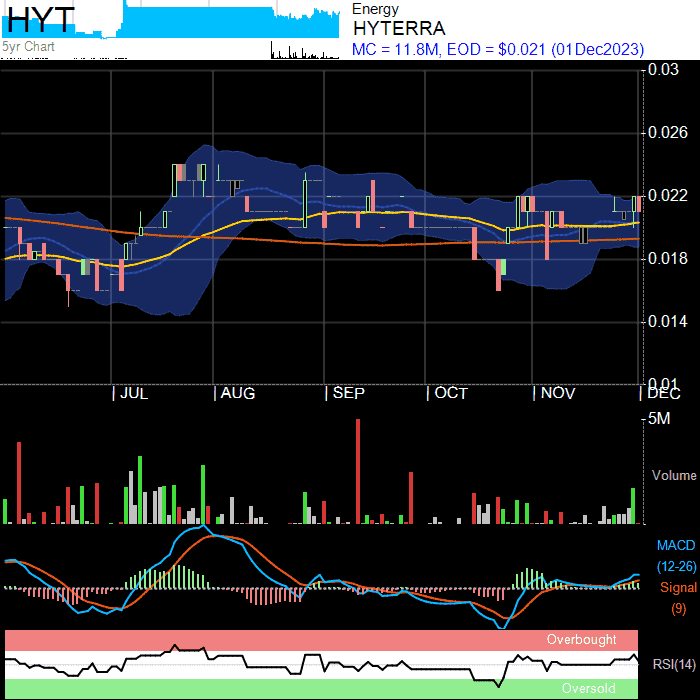 HYT
5yr Chart
Energy
HYTERRA
MC = 11.8M, EOD = $0.021 (01Dec2023)
0.03
0.026
0.022
0.018
0.014
0.01
JUL AUG SEP OCT NOV DEC
5M
Volume
MACD
(12-26)
Signal
(9)
Overbought
RSI(14)
Oversold